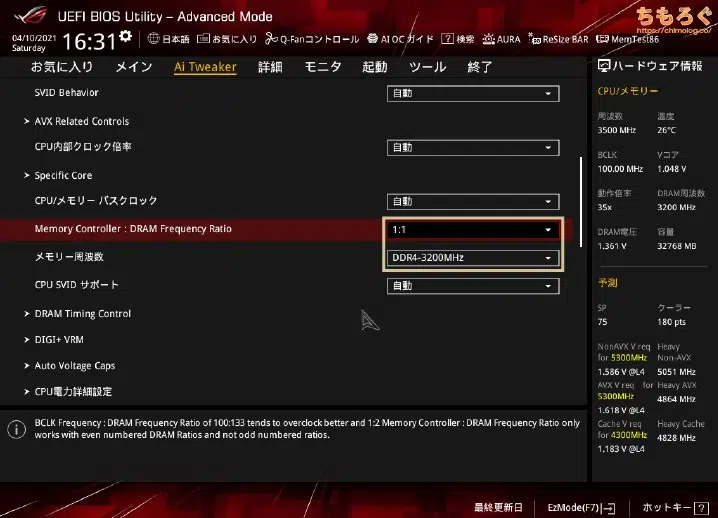 UEFI BIOS Utility – Advanced Mode
ちもろぐ
https://chimolog.co/
04/10/2021
Saturday
16:31
日本語
お気に入り
Q-Fanコントロール
AI OC ガイド
検索
AURA
ReSize BAR
MemTest86
お気に入り メイン Ai Tweaker 詳細 モニタ 起動 ツール 終了
SVID Behavior 自動
> AVX Related Controls
CPU内部クロック倍率 自動
> Specific Core
CPU/メモリー バスクロック 自動
Memory Controller : DRAM Frequency Ratio 1:1
メモリー周波数 DDR4-3200MHz
CPU SVID サポート 自動
> DRAM Timing Control
> DIGI+ VRM
> Auto Voltage Caps
> CPU電力詳細設定
BCLK Frequency : DRAM Frequency Ratio of 100:133 tends to overclock better and 1:2 Memory Controller : DRAM Frequency Ratio only
works with even numbered DRAM Ratios and not odd numbered ratios.
ハードウェア情報
CPU/メモリー
周波数 温度
3500 MHz 26°C
BCLK Vコア
100.00 MHz 1.048 V
動作倍率 DRAM周波数
35x 3200 MHz
DRAM電圧 容量
1.361 V 32768 MB
予測
SP クーラー
75 180 pts
NonAVX V req Heavy
for 5300MHz Non-AVX
1.586 V @L4 5051 MHz
AVX V req for Heavy AVX
5300MHz 4864 MHz
1.618 V @L4
Cache V req Heavy Cache
for 4300MHz 4828 MHz
1.183 V @L4
最終更新日 EzMode(F7) ホットキー ?